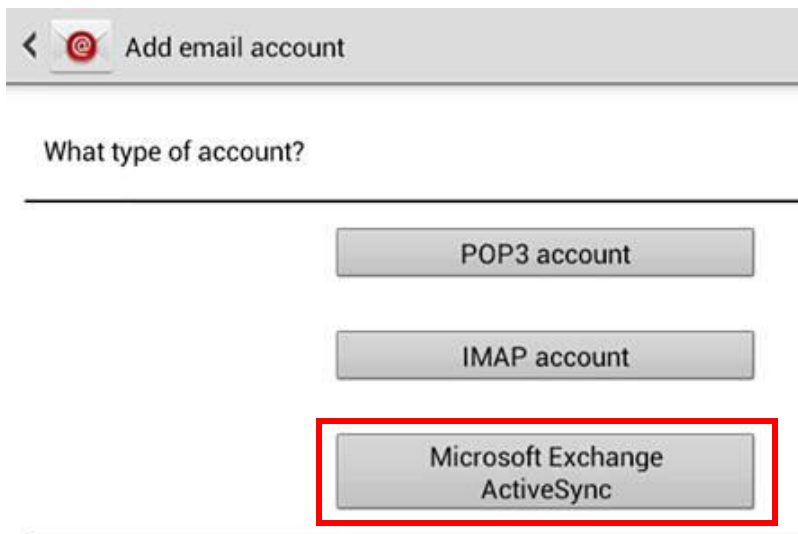 Add email account
What type of account?
POP3 account
IMAP account
Microsoft Exchange
ActiveSync